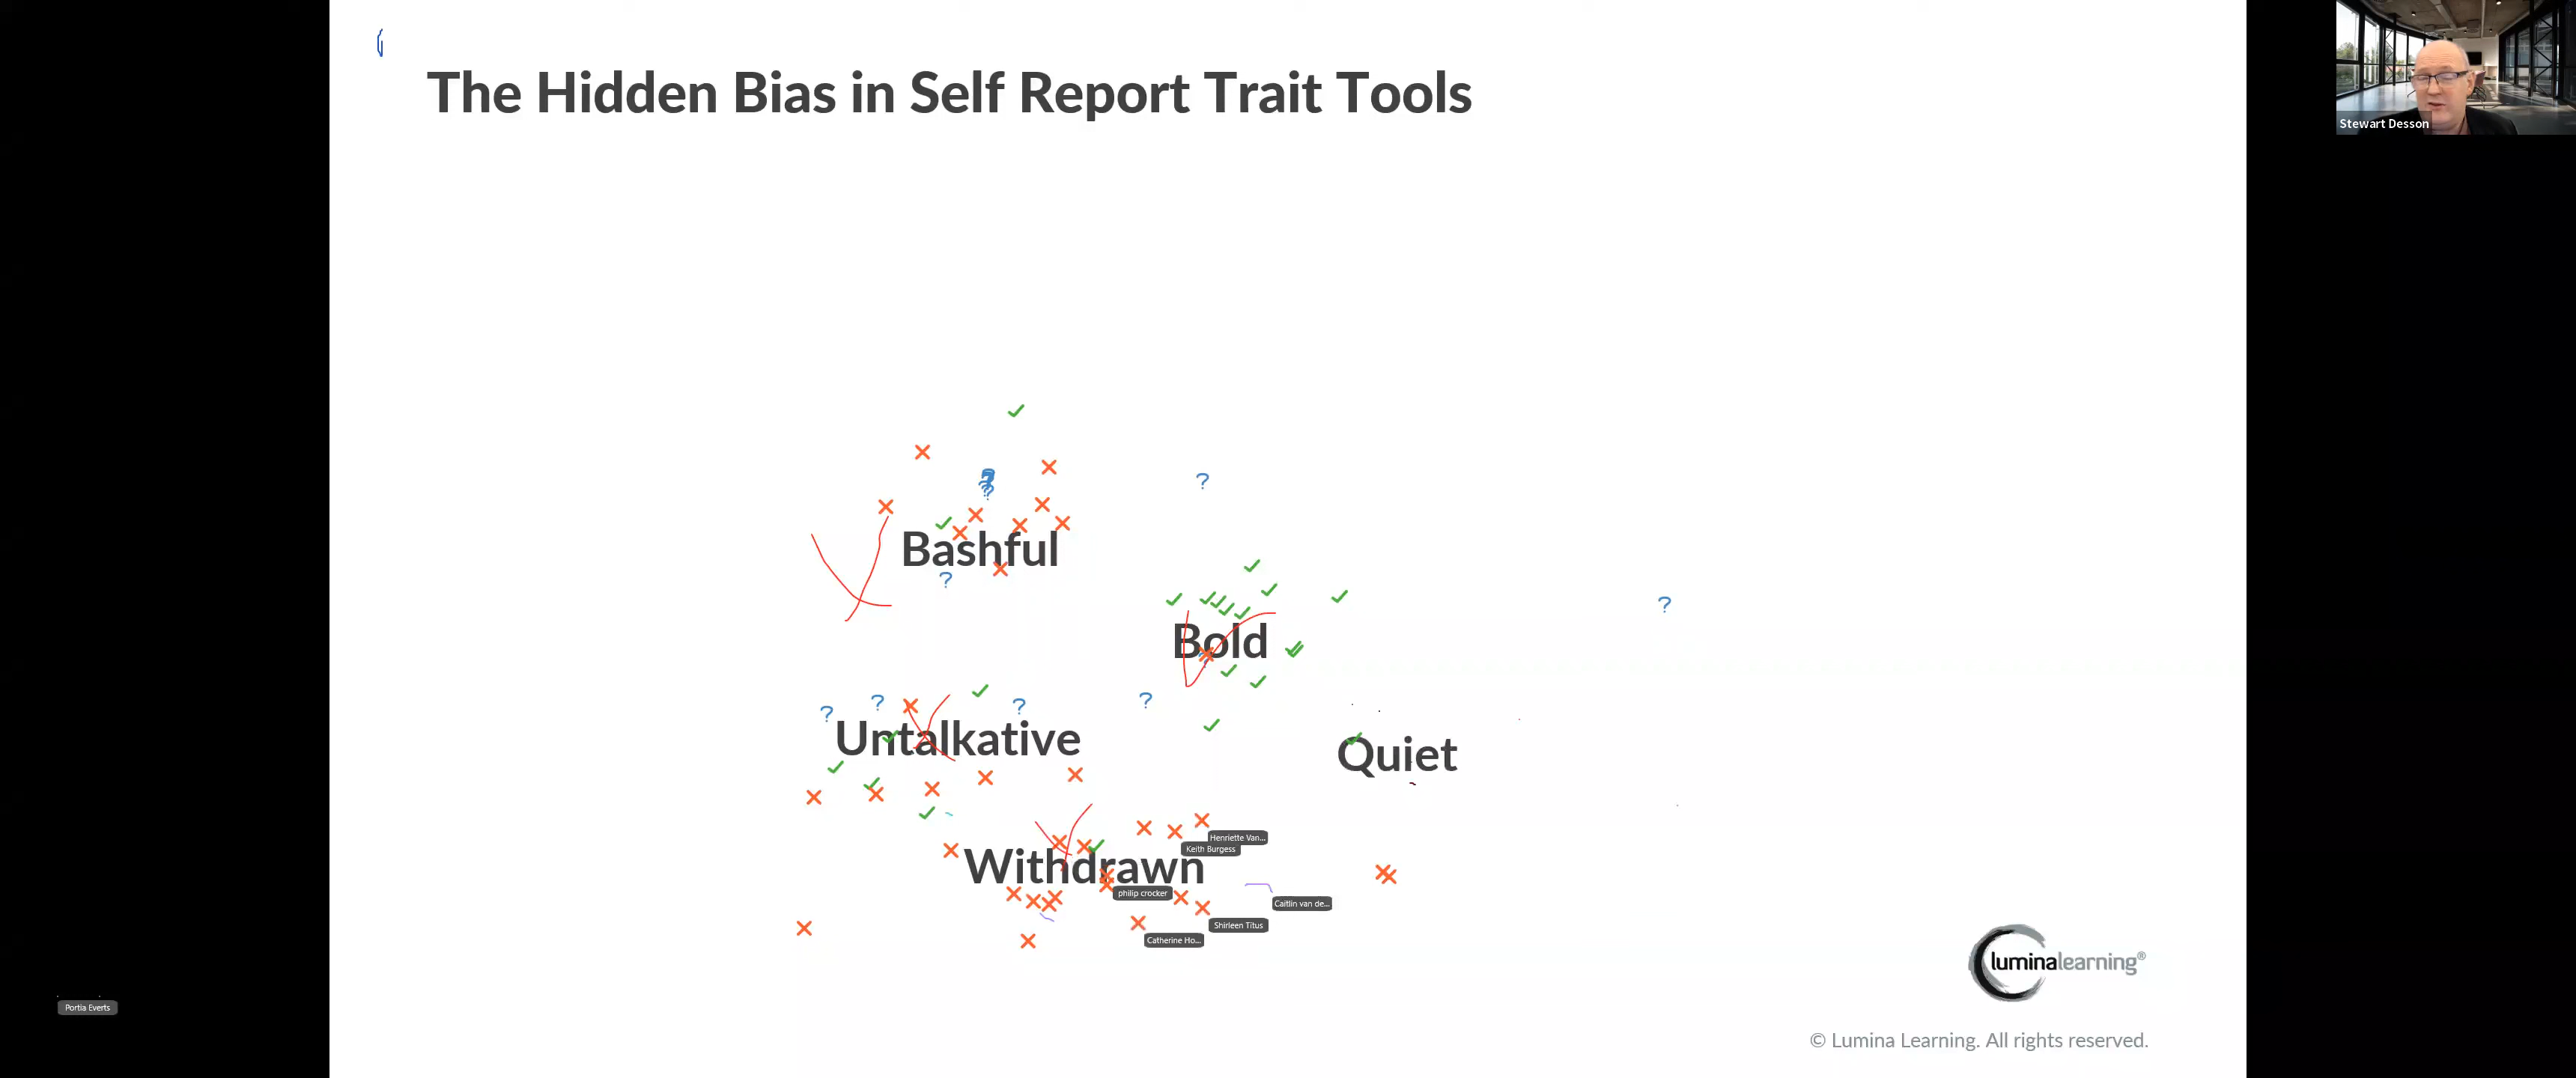 The Hidden Bias in Self Report Trait Tools
Stewart Desson
Bashful
Bold
Untalkative
Quiet
Withdrawn
Henriette Van...
Keith Burgess
philip crocker
Caitlin van de...
Shirleen Titus
Catherine Ho...
luminalearning®
Portia Everts
© Lumina Learning. All rights reserved.